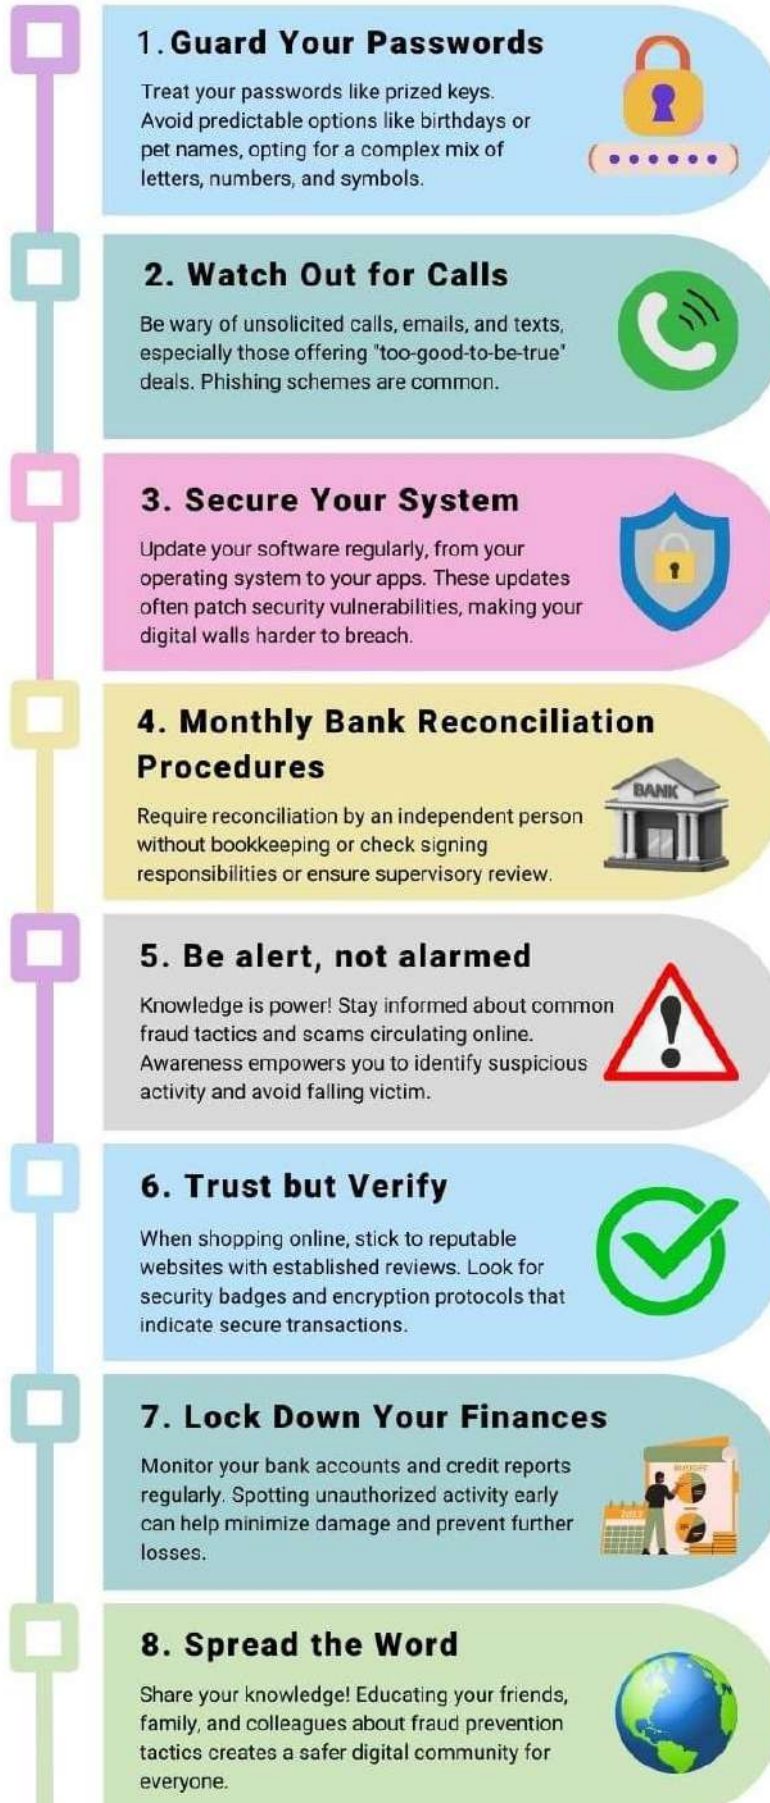 1. Guard Your Passwords
Treat your passwords like prized keys.
Avoid predictable options like birthdays or
pet names, opting for a complex mix of
letters, numbers, and symbols.
2. Watch Out for Calls
Be wary of unsolicited calls, emails, and texts,
especially those offering "too-good-to-be-true"
deals. Phishing schemes are common.
3. Secure Your System
Update your software regularly, from your
operating system to your apps. These updates
often patch security vulnerabilities, making your
digital walls harder to breach.
4. Monthly Bank Reconciliation
Procedures
BANK
Require reconciliation by an independent person
without bookkeeping or check signing
responsibilities or ensure supervisory review.
5. Be alert, not alarmed
Knowledge is power! Stay informed about common
fraud tactics and scams circulating online.
Awareness empowers you to identify suspicious
activity and avoid falling victim.
6. Trust but Verify
When shopping online, stick to reputable
websites with established reviews. Look for
security badges and encryption protocols that
indicate secure transactions.
7. Lock Down Your Finances
Monitor your bank accounts and credit reports
regularly. Spotting unauthorized activity early
can help minimize damage and prevent further
losses.
8. Spread the Word
Share your knowledge! Educating your friends,
family, and colleagues about fraud prevention
tactics creates a safer digital community for
everyone.